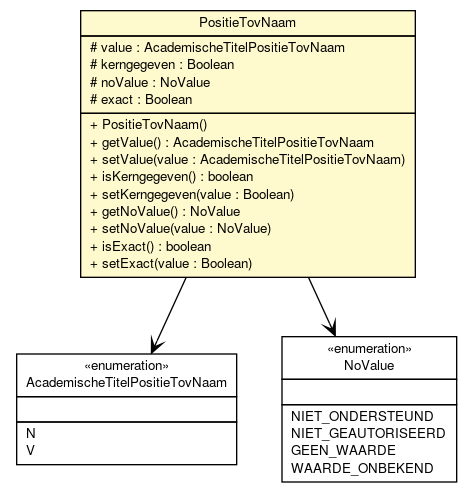 PositieTovNaam
# value : AcademischeTitelPositieTovNaam
# kerngegeven : Boolean
# noValue : NoValue
# exact : Boolean
+ PositieTovNaam()
+ getValue() : AcademischeTitelPositieTovNaam
+ setValue(value : AcademischeTitelPositieTovNaam)
+ isKerngegeven() : boolean
+ setKerngegeven(value : Boolean)
+ getNoValue() : NoValue
+ setNoValue(value : NoValue)
+ isExact() : boolean
+ setExact(value : Boolean)
«enumeration»
AcademischeTitelPositieTovNaam
N
V
«enumeration»
NoValue
NIET_ONDERSTEUND
NIET_GEAUTORISEERD
GEEN_WAARDE
WAARDE_ONBEKEND